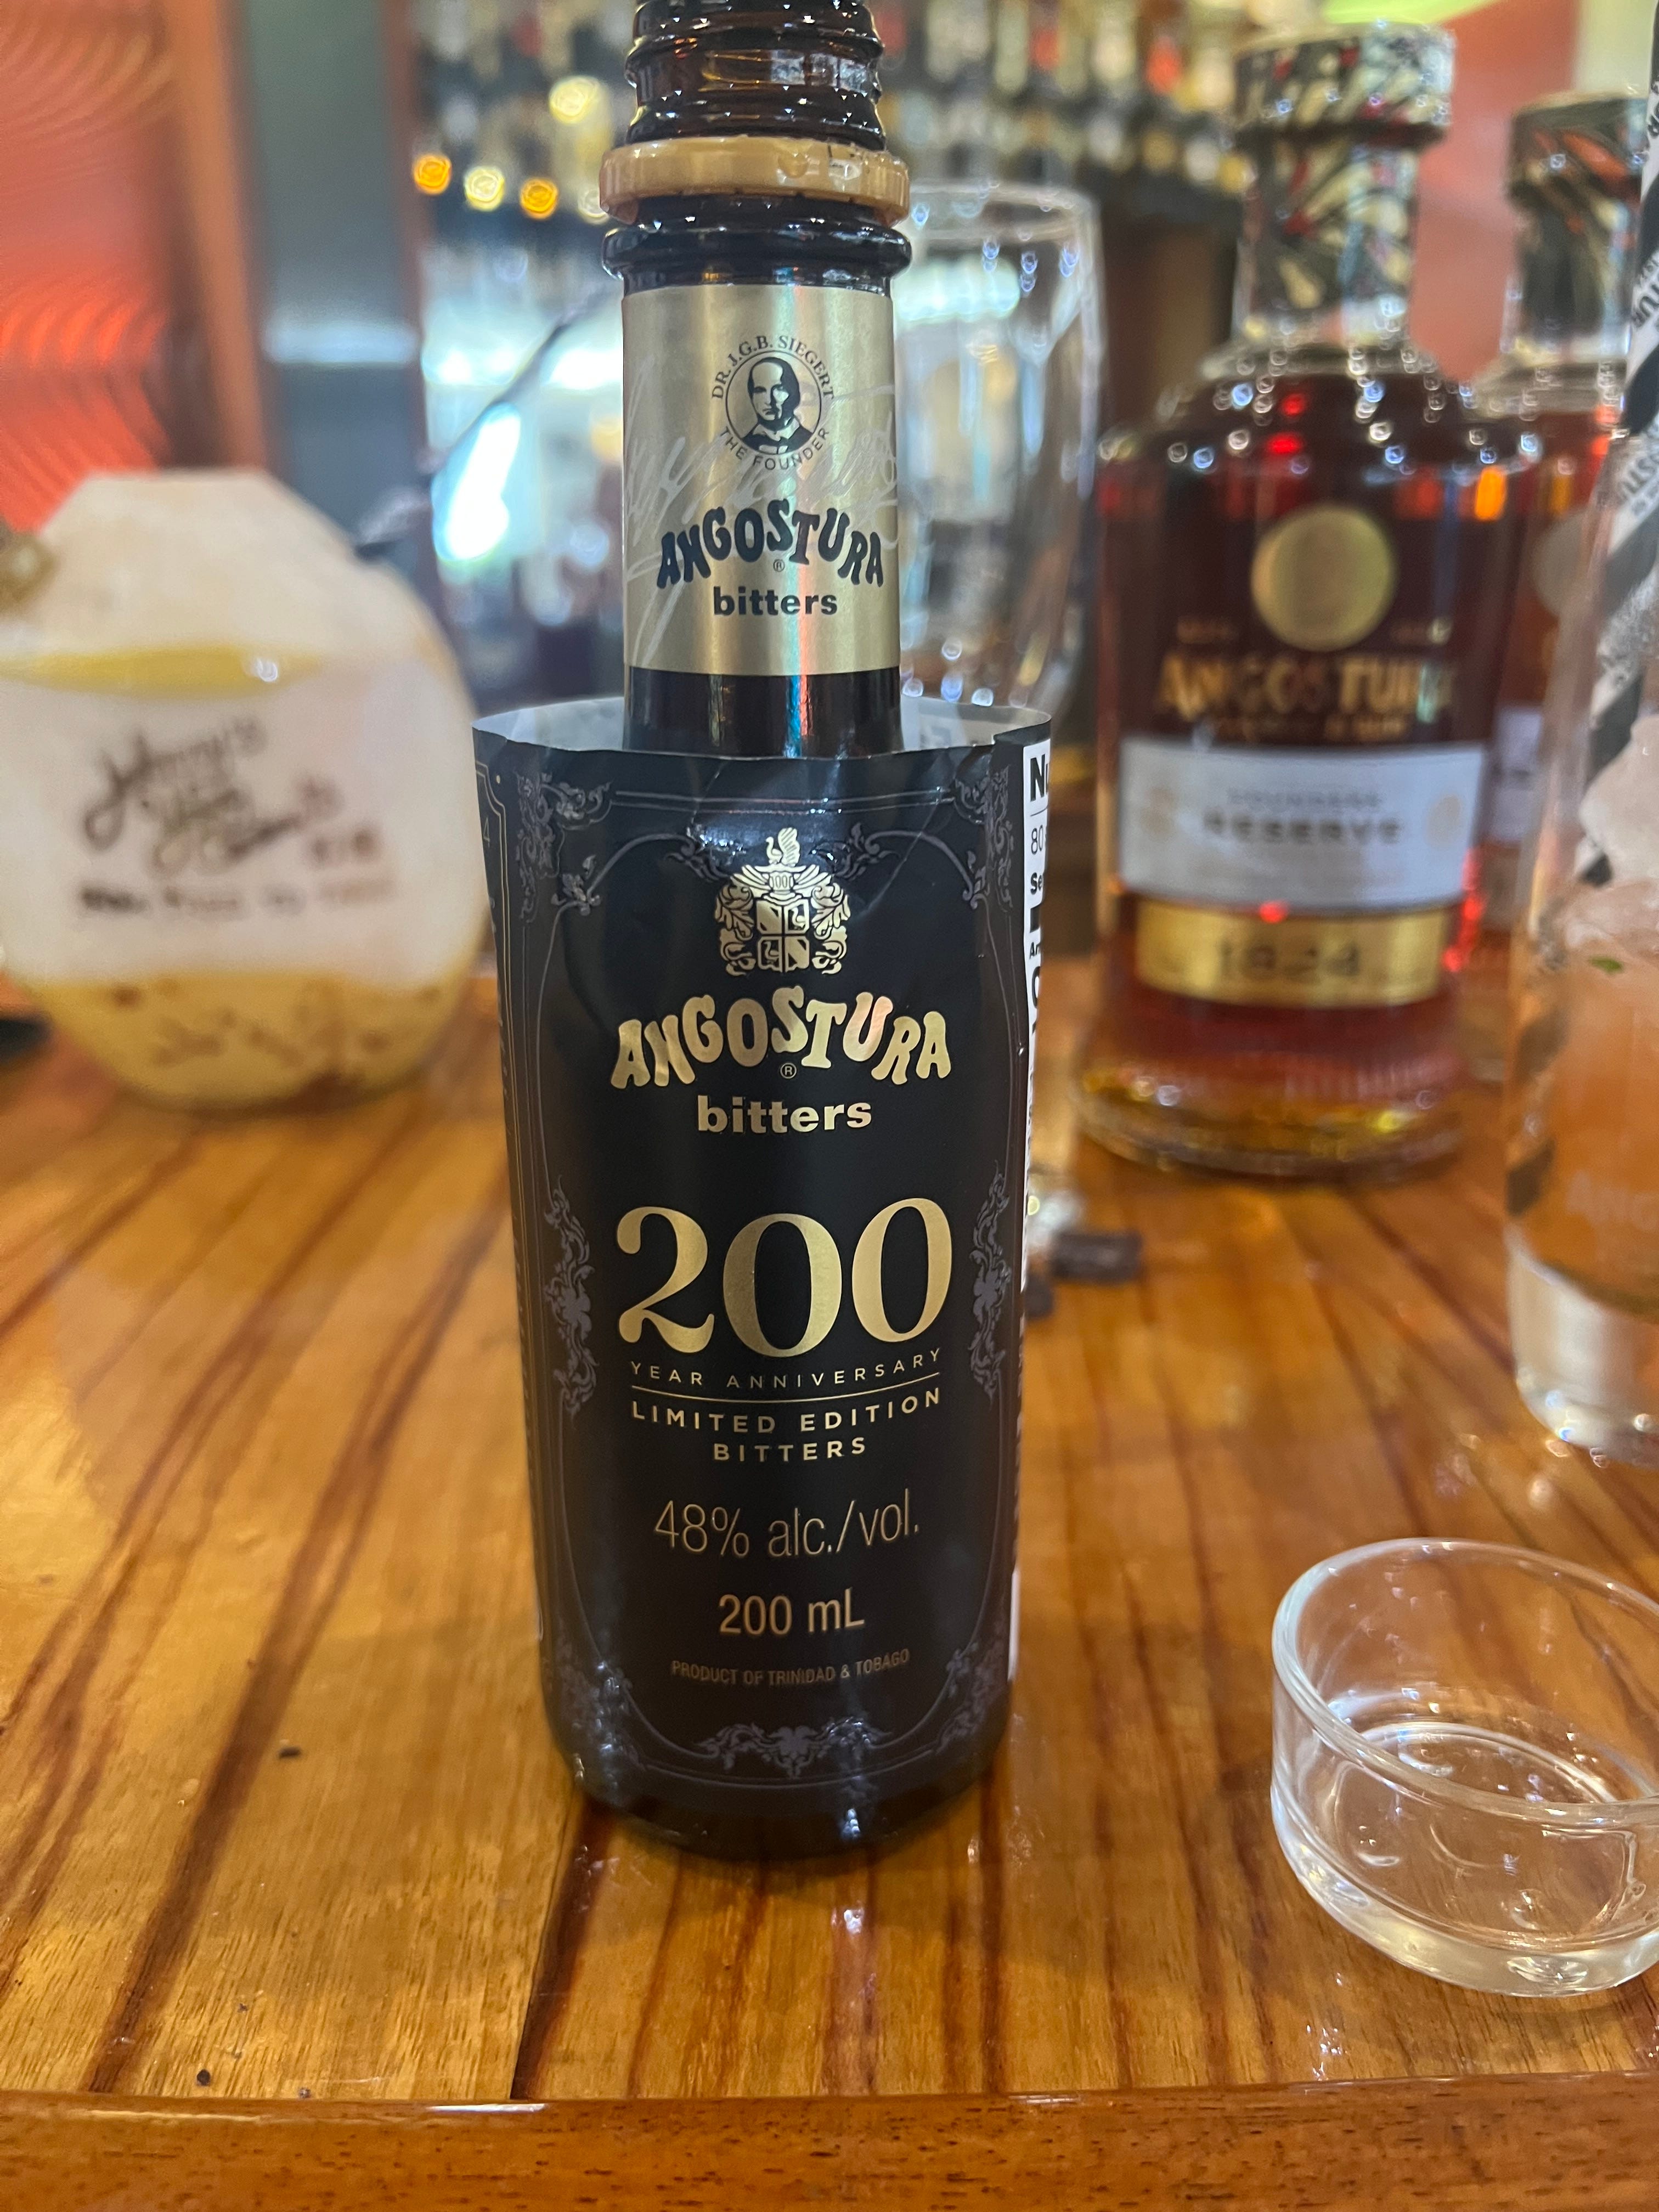 DR. J.G.B. SIEGERT
THE FOUNDER
ANGOSTURA
®
bitters
ANGOSTURA
®
bitters
200
YEAR ANNIVERSARY
LIMITED EDITION
BITTERS
48% alc./vol.
200 mL
PRODUCT OF TRINIDAD & TOBAGO
ANGOSTURA
RESERVE
1824
80